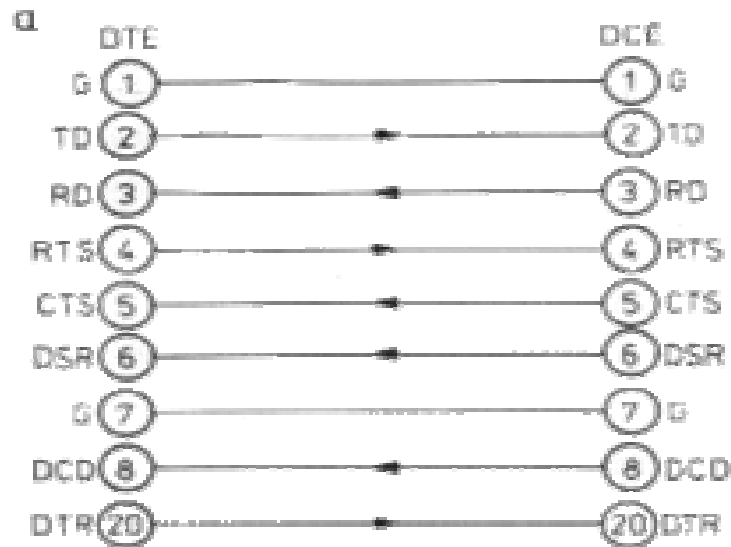 a
DTE DCE
G 1 1 G
TD 2 2 TD
RD 3 3 RD
RTS 4 4 RTS
CTS 5 5 CTS
DSR 6 6 DSR
G 7 7 G
DCD 8 8 DCD
DTR 20 20 DTR